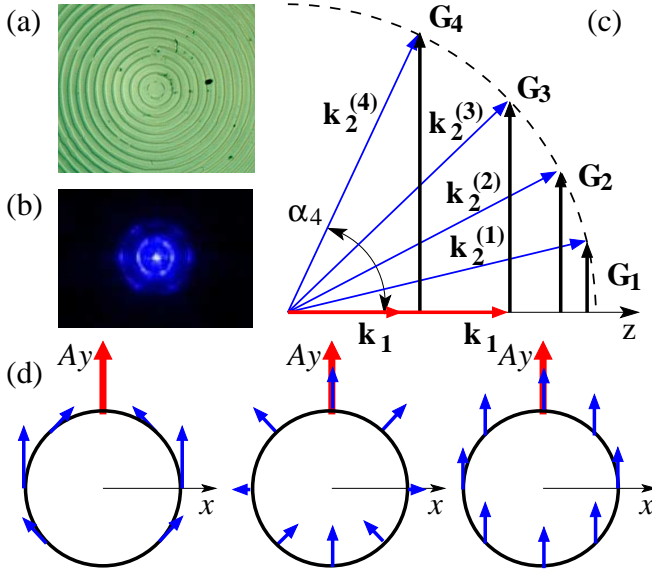 (a)
(b)
(c)
G4
G3
G2
G1
k2(4)
k2(3)
k2(2)
k2(1)
α4
k1
k1
z
(d)
Ay
x
Ay
x
Ay
x